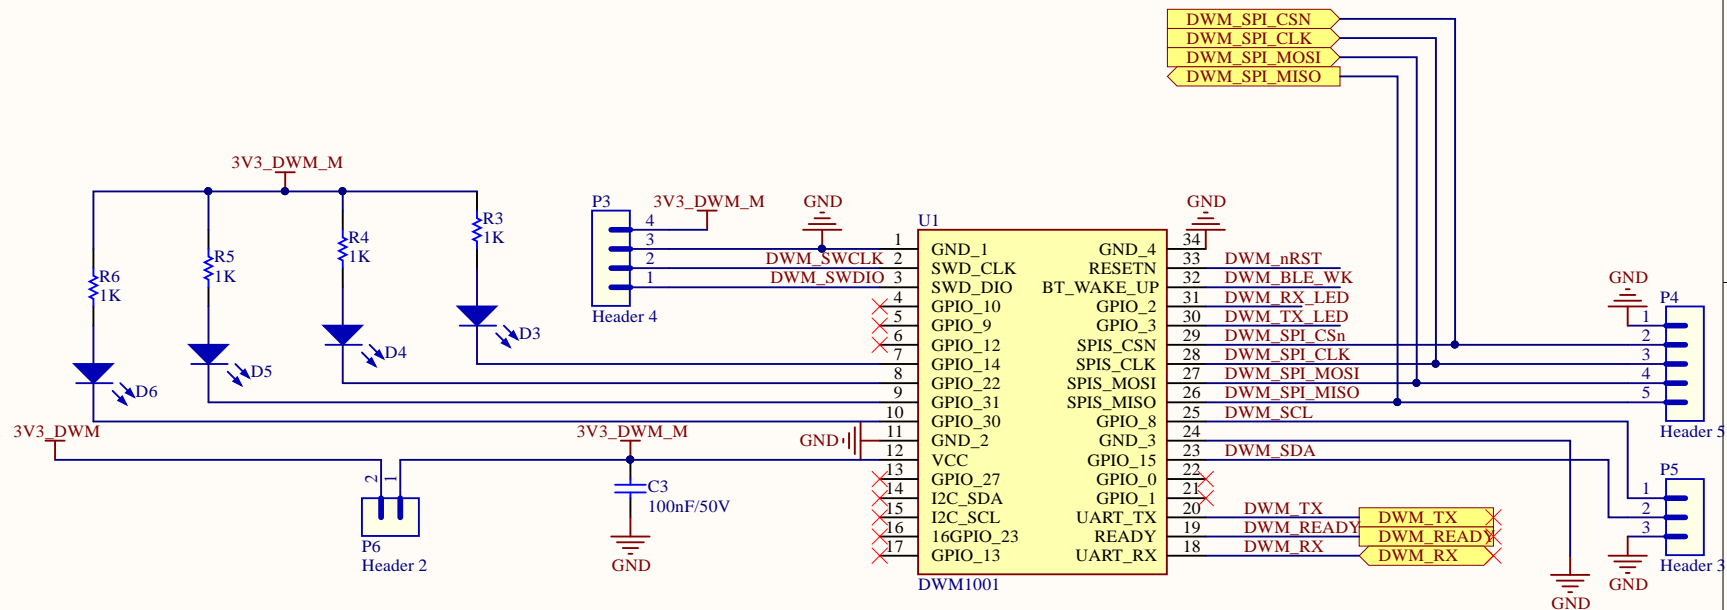 DWM_SPI_CSN
DWM_SPI_CLK
DWM_SPI_MOSI
DWM_SPI_MISO
3V3_DWM_M
R6
1K
R5
1K
R4
1K
R3
1K
D6
D5
D4
D3
P3
4
3
2
1
Header 4
3V3_DWM_M
GND
DWM_SWCLK
DWM_SWDIO
U1
1 GND_1
2 SWD_CLK
3 SWD_DIO
4 GPIO_10
5 GPIO_9
6 GPIO_12
7 GPIO_14
8 GPIO_22
9 GPIO_31
10 GPIO_30
11 GND_2
12 VCC
13 GPIO_27
14 I2C_SDA
15 I2C_SCL
16 16GPIO_23
17 GPIO_13
GND_4 34
RESETN 33 DWM_nRST
BT_WAKE_UP 32 DWM_BLE_WK
GPIO_2 31 DWM_RX_LED
GPIO_3 30 DWM_TX_LED
SPIS_CSN 29 DWM_SPI_CSn
SPIS_CLK 28 DWM_SPI_CLK
SPIS_MOSI 27 DWM_SPI_MOSI
SPIS_MISO 26 DWM_SPI_MISO
GPIO_8 25 DWM_SCL
GND_3 24
GPIO_15 23 DWM_SDA
GPIO_0 22
GPIO_1 21
UART_TX 20 DWM_TX DWM_TX
READY 19 DWM_READY DWM_READY
UART_RX 18 DWM_RX DWM_RX
DWM1001
GND
GND
3V3_DWM
2
1
P6
Header 2
3V3_DWM_M
C3
100nF/50V
GND
GND
P4
1
2
3
4
5
Header 5
P5
1
2
3
Header 3
GND
GND